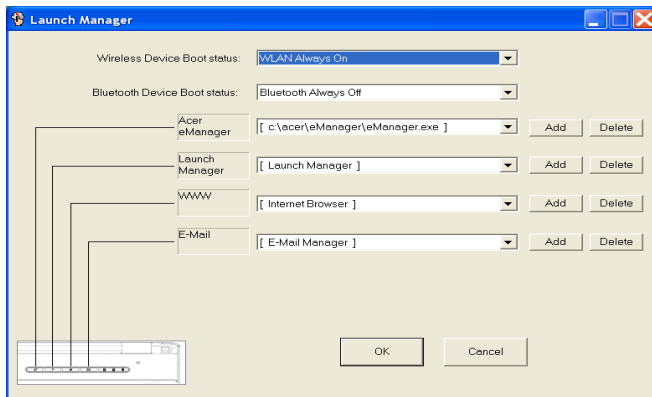 Launch Manager
Wireless Device Boot status: WLAN Always On
Bluetooth Device Boot status: Bluetooth Always Off
Acer
eManager
[ c:\acer\eManager\eManager.exe ] Add Delete
Launch
Manager
[ Launch Manager ] Add Delete
WWW
[ Internet Browser ] Add Delete
E-Mail
[ E-Mail Manager ] Add Delete
OK Cancel